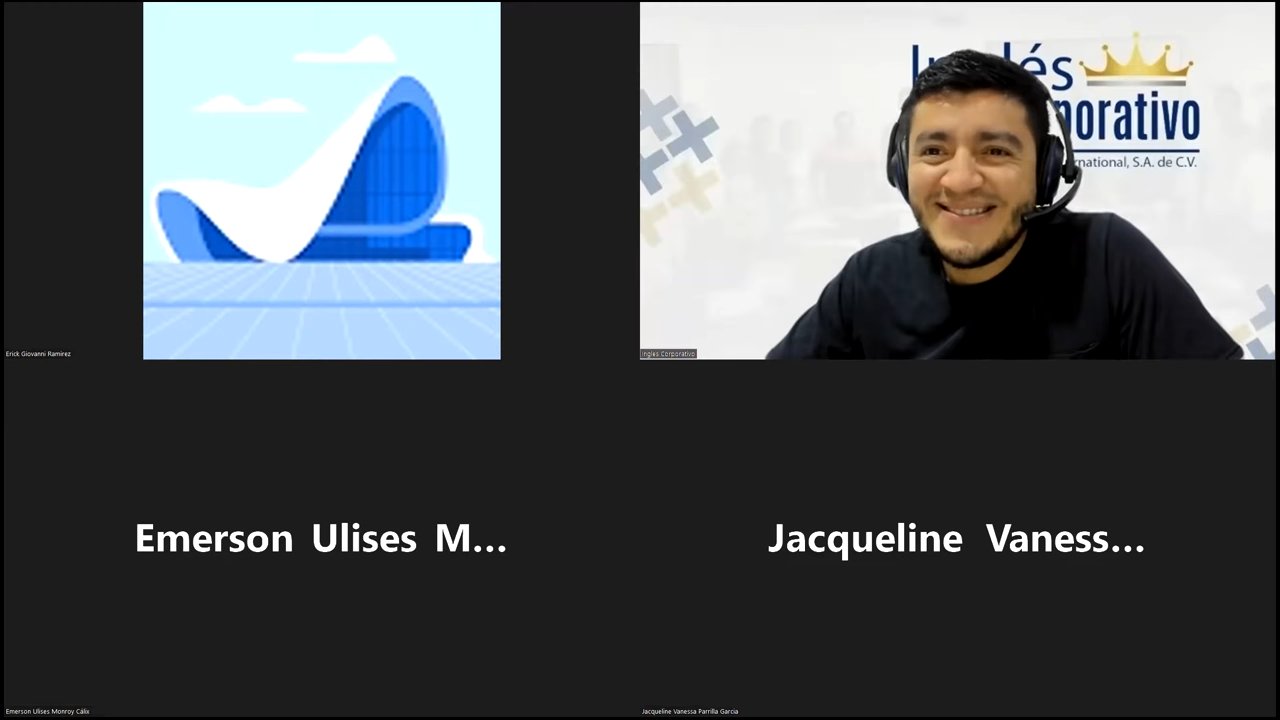 Erick Giovanni Ramirez
Inglés
Corporativo
rnational, S.A. de C.V.
Ingles Corporativo
Emerson Ulises M...
Jacqueline Vaness...
Emerson Ulises Monroy Cálix
Jacqueline Vanessa Parrilla Garcia